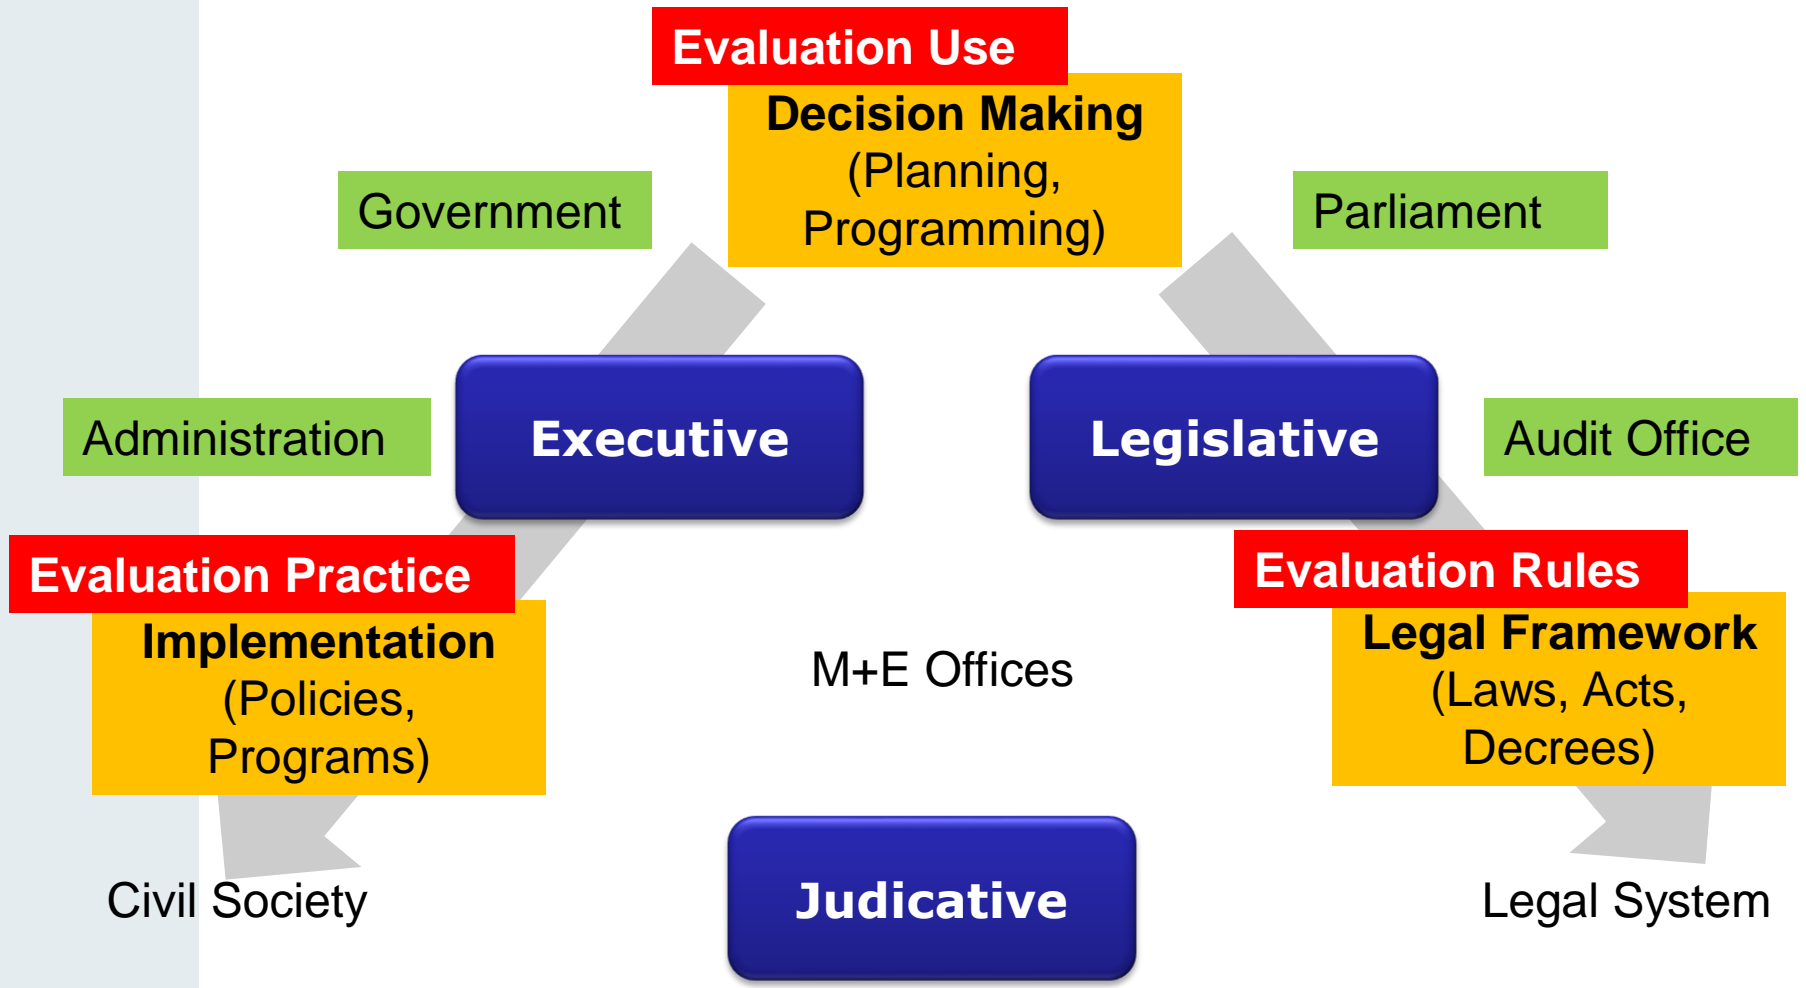 Evaluation Use
Decision Making
(Planning,
Programming)
Government
Parliament
Administration
Executive
Legislative
Audit Office
Evaluation Practice
Implementation
(Policies,
Programs)
M+E Offices
Evaluation Rules
Legal Framework
(Laws, Acts,
Decrees)
Civil Society
Judicative
Legal System